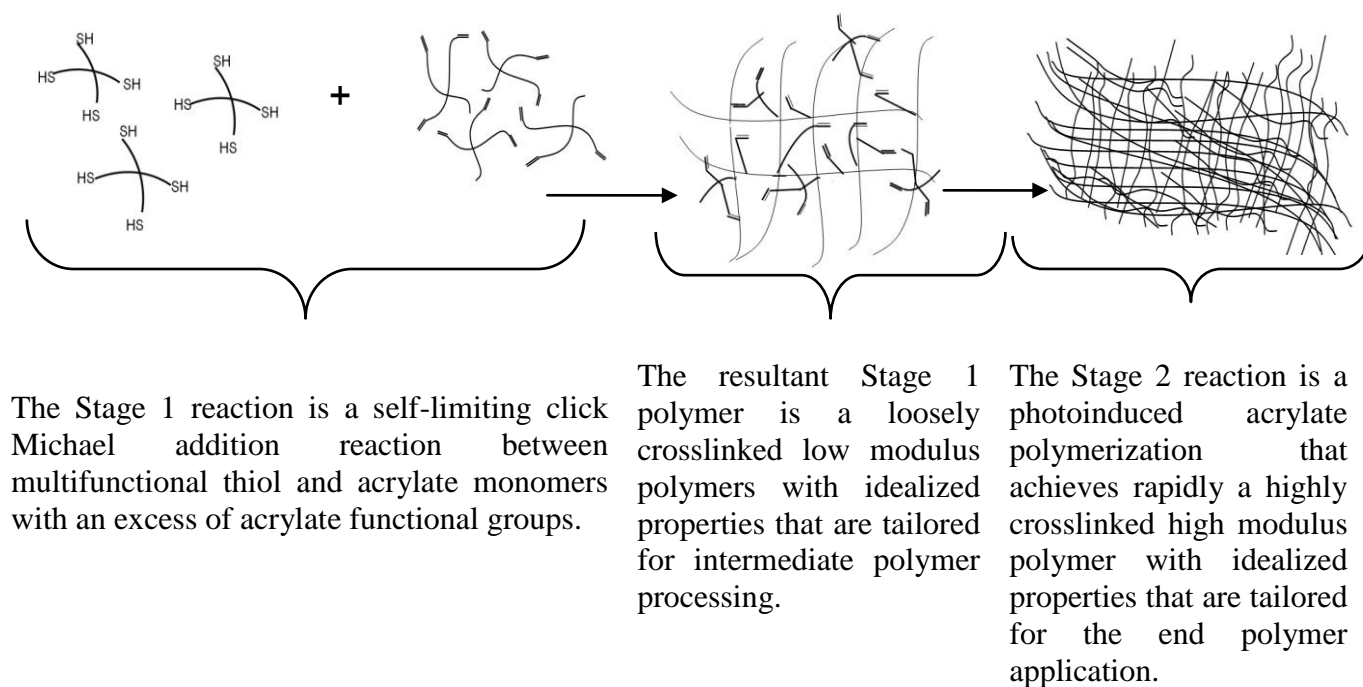 SH
HS
SH
HS
SH
HS
SH
HS
SH
HS
SH
HS
+
The Stage 1 reaction is a self-limiting click
Michael addition reaction between
multifunctional thiol and acrylate monomers
with an excess of acrylate functional groups.
The resultant Stage 1
polymer is a loosely
crosslinked low modulus
polymers with idealized
properties that are tailored
for intermediate polymer
processing.
The Stage 2 reaction is a
photoinduced acrylate
polymerization that
achieves rapidly a highly
crosslinked high modulus
polymer with idealized
properties that are tailored
for the end polymer
application.